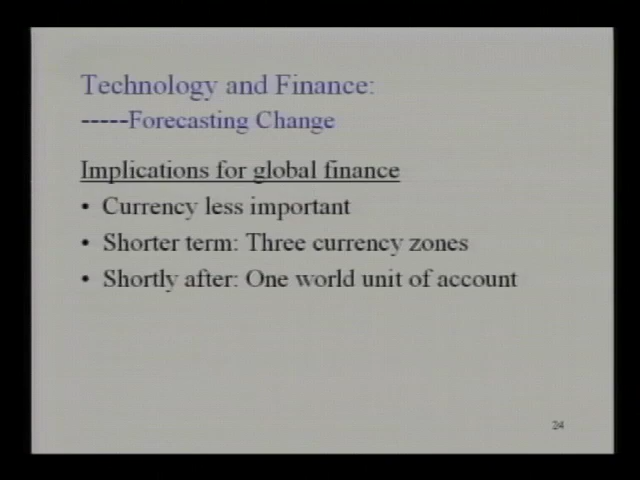 Technology and Finance:
-----Forecasting Change
Implications for global finance
• Currency less important
• Shorter term: Three currency zones
• Shortly after: One world unit of account
24